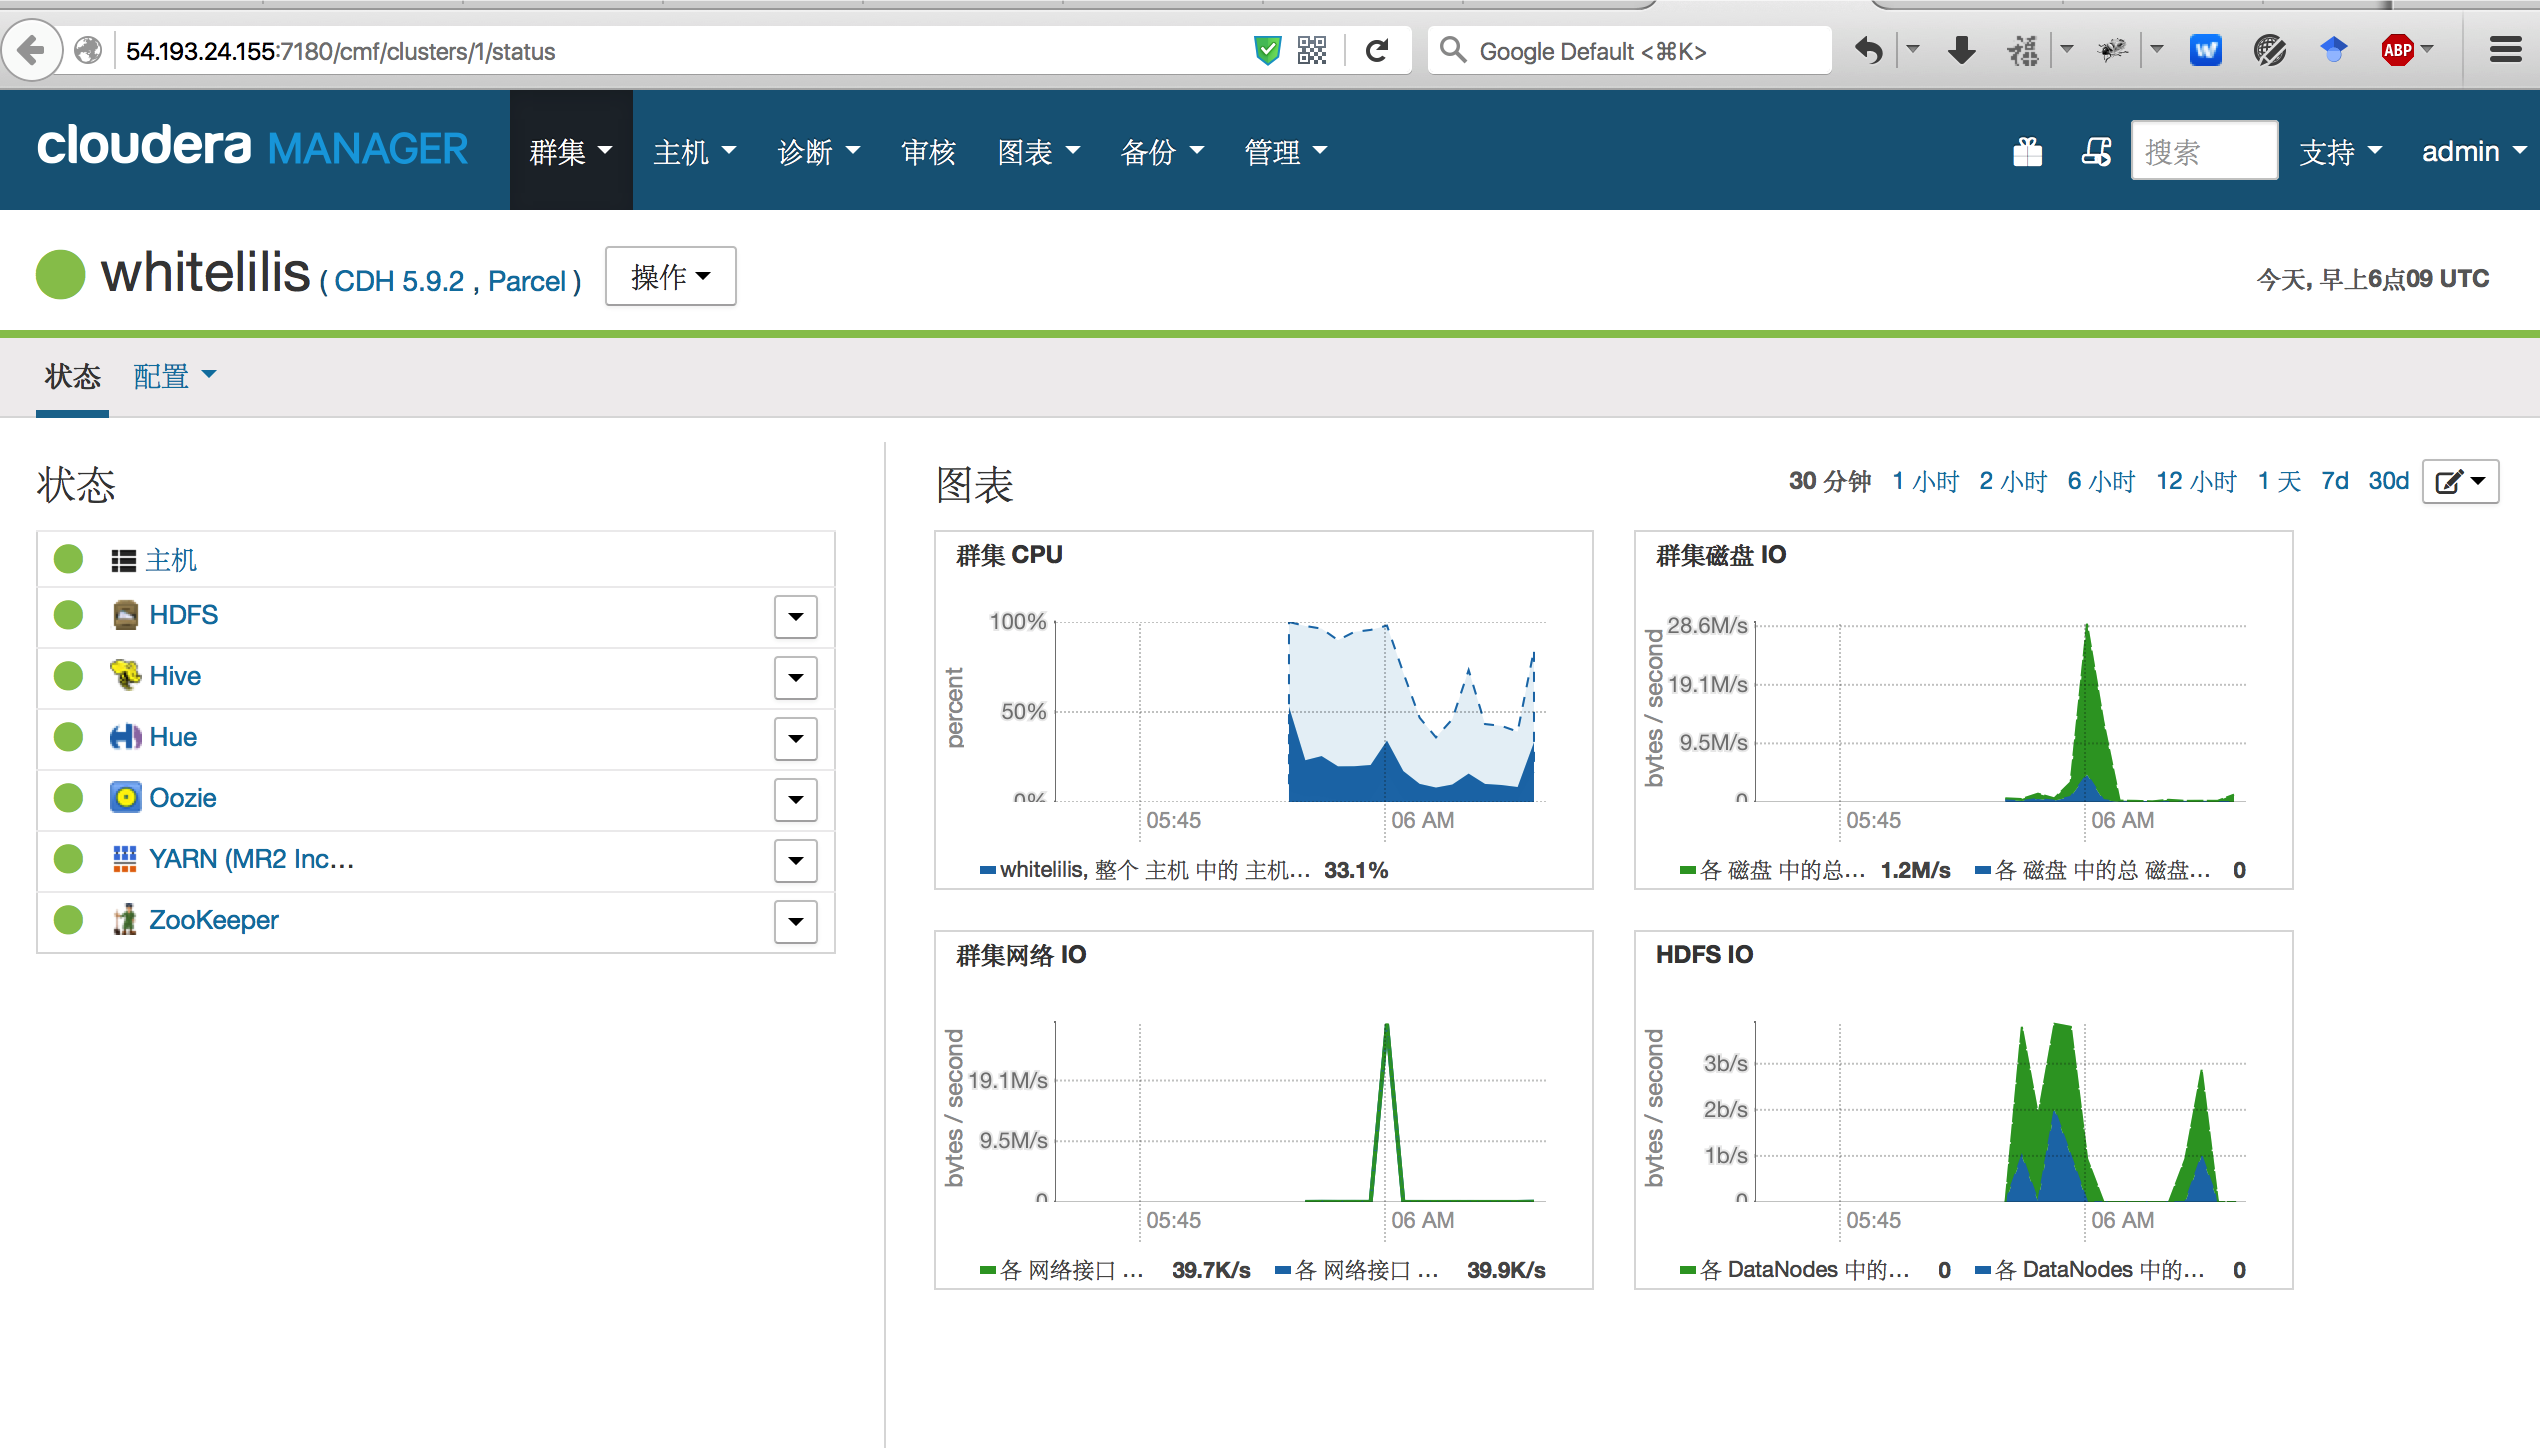 54.193.24.155:7180/cmf/clusters/1/status
Google Default <⌘K>
福
W
ABP
cloudera MANAGER
群集 主机 诊断 审核 图表 备份 管理
搜索 支持 admin
whitelilis ( CDH 5.9.2 , Parcel ) 操作
今天, 早上6点09 UTC
状态 配置
状态
主机
HDFS
Hive
Hue
Oozie
YARN (MR2 Inc...
ZooKeeper
图表
30 分钟 1 小时 2 小时 6 小时 12 小时 1 天 7d 30d
群集 CPU
percent
100%
50%
0%
05:45 06 AM
whitelilis, 整个 主机 中的 主机... 33.1%
群集磁盘 IO
bytes / second
28.6M/s
19.1M/s
9.5M/s
0
05:45 06 AM
各 磁盘 中的总... 1.2M/s 各 磁盘 中的总 磁盘... 0
群集网络 IO
bytes / second
19.1M/s
9.5M/s
0
05:45 06 AM
各 网络接口 ... 39.7K/s 各 网络接口 ... 39.9K/s
HDFS IO
bytes / second
3b/s
2b/s
1b/s
0
05:45 06 AM
各 DataNodes 中的... 0 各 DataNodes 中的... 0